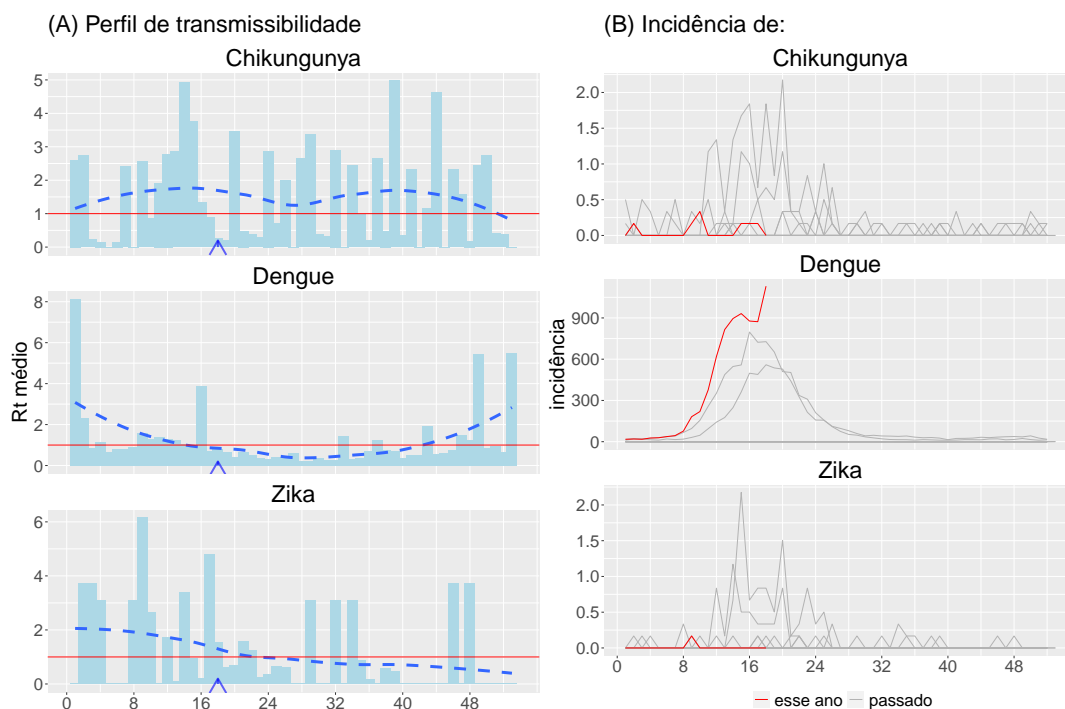 (A) Perfil de transmissibilidade
Chikungunya
5
4
3
2
1
0
Dengue
8
6
4
2
0
Zika
6
4
2
0
0 8 16 24 32 40 48
Rt médio
(B) Incidência de:
Chikungunya
2.0
1.5
1.0
0.5
0.0
Dengue
900
600
300
0
Zika
2.0
1.5
1.0
0.5
0.0
0 8 16 24 32 40 48
incidência
esse ano passado